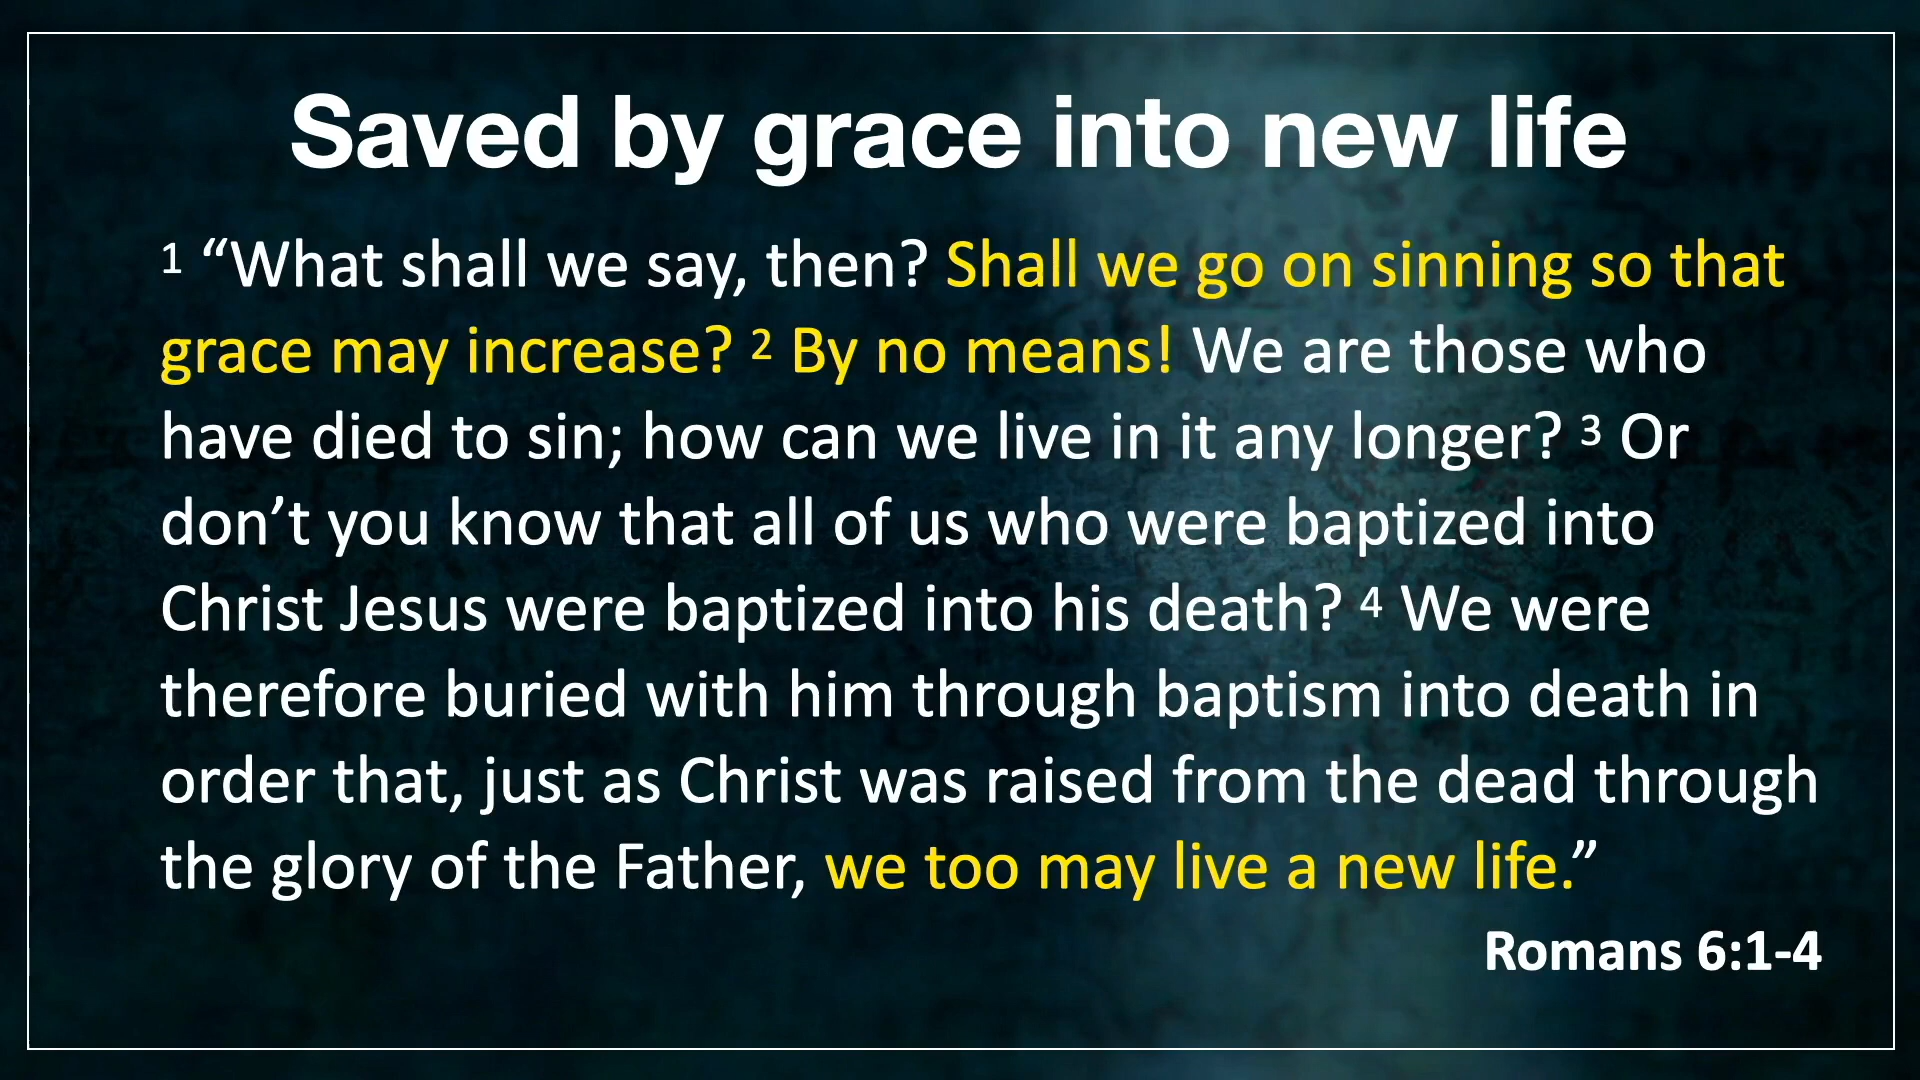 Saved by grace into new life
1 “What shall we say, then? Shall we go on sinning so that
grace may increase? 2 By no means! We are those who
have died to sin; how can we live in it any longer? 3 Or
don’t you know that all of us who were baptized into
Christ Jesus were baptized into his death? 4 We were
therefore buried with him through baptism into death in
order that, just as Christ was raised from the dead through
the glory of the Father, we too may live a new life.”
Romans 6:1-4